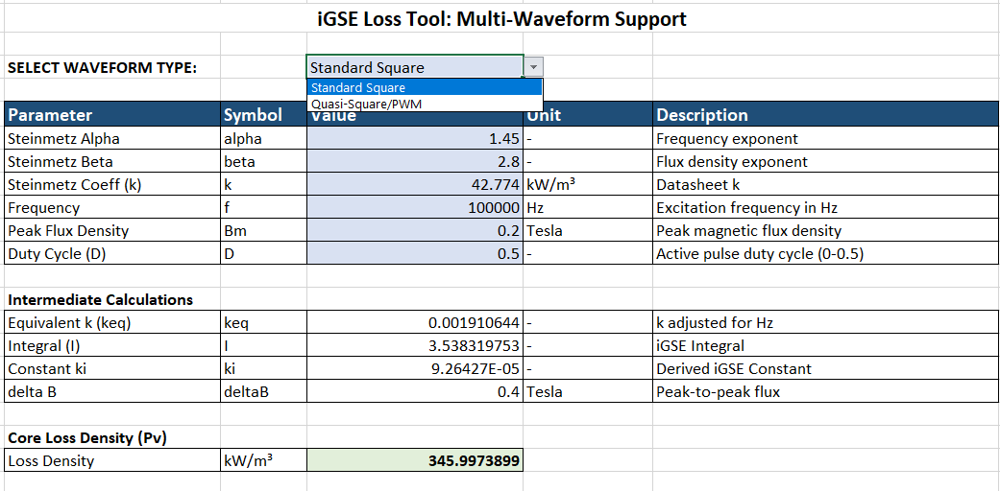 iGSE Loss Tool: Multi-Waveform Support
SELECT WAVEFORM TYPE: Standard Square
Standard Square
Quasi-Square/PWM
Parameter Symbol Value Unit Description
Steinmetz Alpha alpha 1.45 - Frequency exponent
Steinmetz Beta beta 2.8 - Flux density exponent
Steinmetz Coeff (k) k 42.774 kW/m³ Datasheet k
Frequency f 100000 Hz Excitation frequency in Hz
Peak Flux Density Bm 0.2 Tesla Peak magnetic flux density
Duty Cycle (D) D 0.5 - Active pulse duty cycle (0-0.5)
Intermediate Calculations
Equivalent k (keq) keq 0.001910644 - k adjusted for Hz
Integral (I) I 3.538319753 - iGSE Integral
Constant ki ki 9.26427E-05 - Derived iGSE Constant
delta B deltaB 0.4 Tesla Peak-to-peak flux
Core Loss Density (Pv)
Loss Density kW/m³ 345.9973899